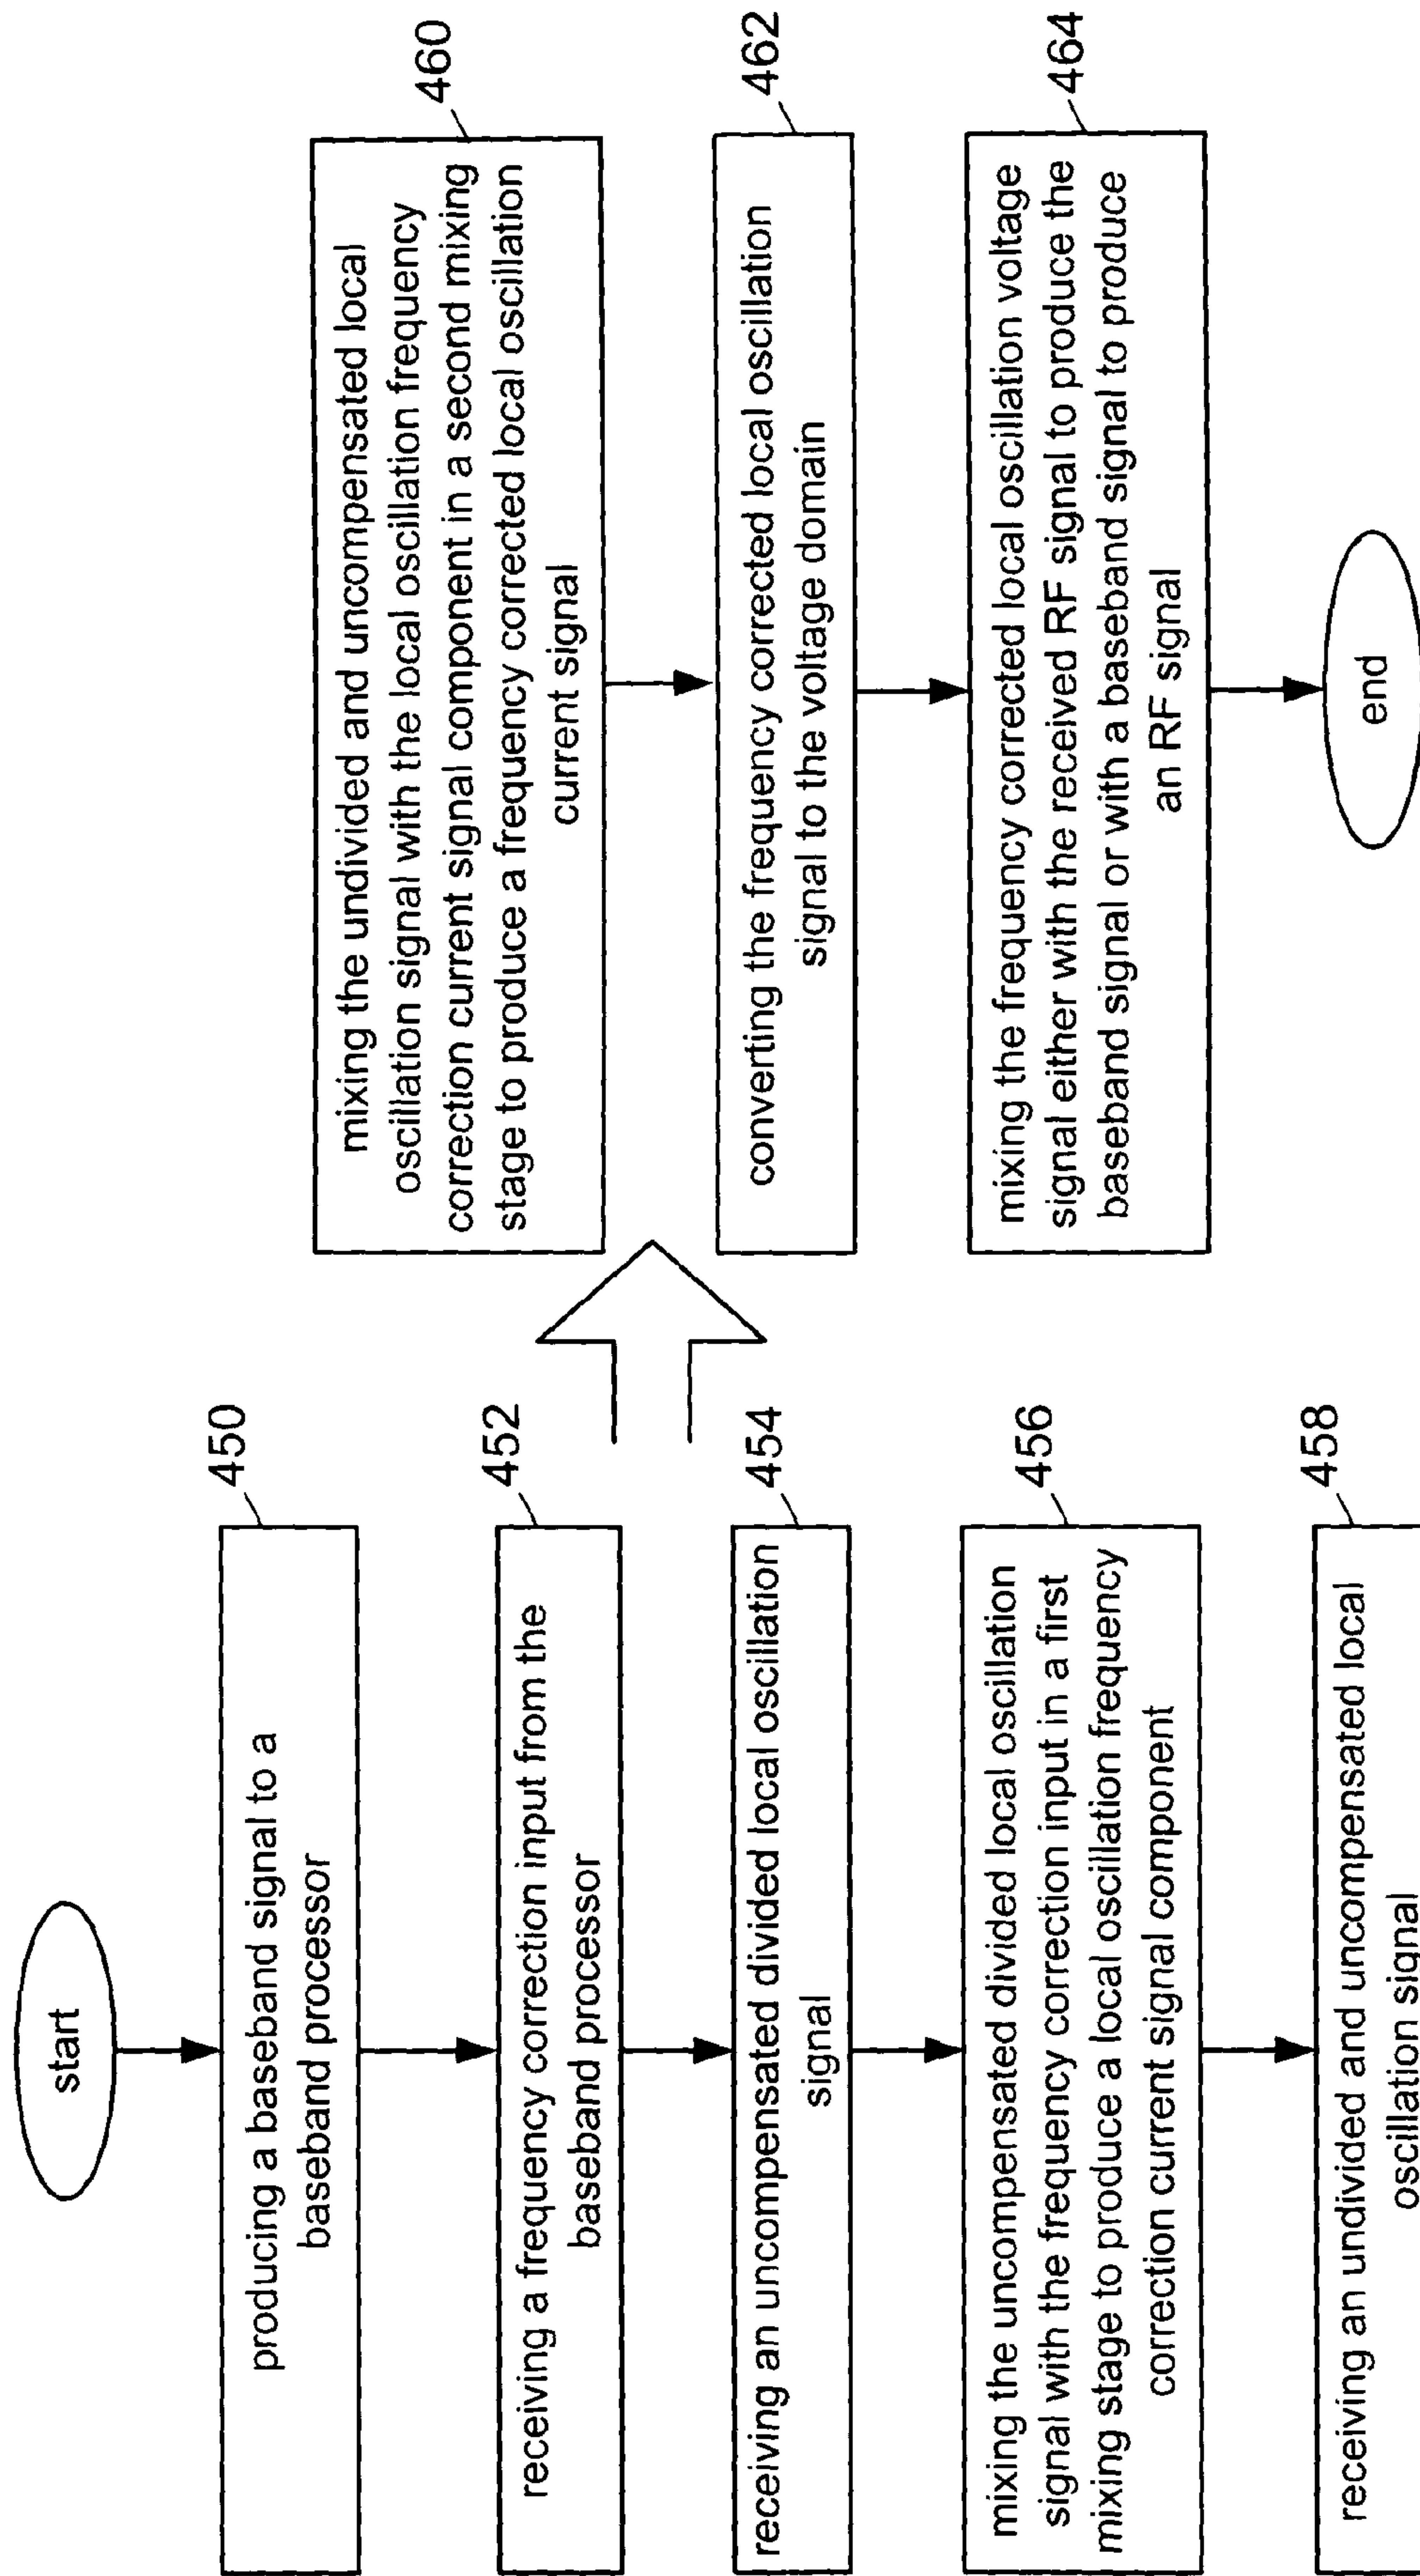 start
450
producing a baseband signal to a
baseband processor
452
receiving a frequency correction input from the
baseband processor
454
receiving an uncompensated divided local oscillation
signal
456
mixing the uncompensated divided local oscillation
signal with the frequency correction input in a first
mixing stage to produce a local oscillation frequency
correction current signal component
458
receiving an undivided and uncompensated local
oscillation signal
460
mixing the undivided and uncompensated local
oscillation signal with the local oscillation frequency
correction current signal component in a second mixing
stage to produce a frequency corrected local oscillation
current signal
462
converting the frequency corrected local oscillation
signal to the voltage domain
464
mixing the frequency corrected local oscillation voltage
signal either with the received RF signal to produce the
baseband signal or with a baseband signal to produce
an RF signal
end